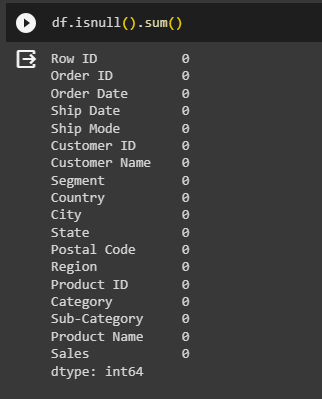 df.isnull().sum()
Row ID 0
Order ID 0
Order Date 0
Ship Date 0
Ship Mode 0
Customer ID 0
Customer Name 0
Segment 0
Country 0
City 0
State 0
Postal Code 0
Region 0
Product ID 0
Category 0
Sub-Category 0
Product Name 0
Sales 0
dtype: int64